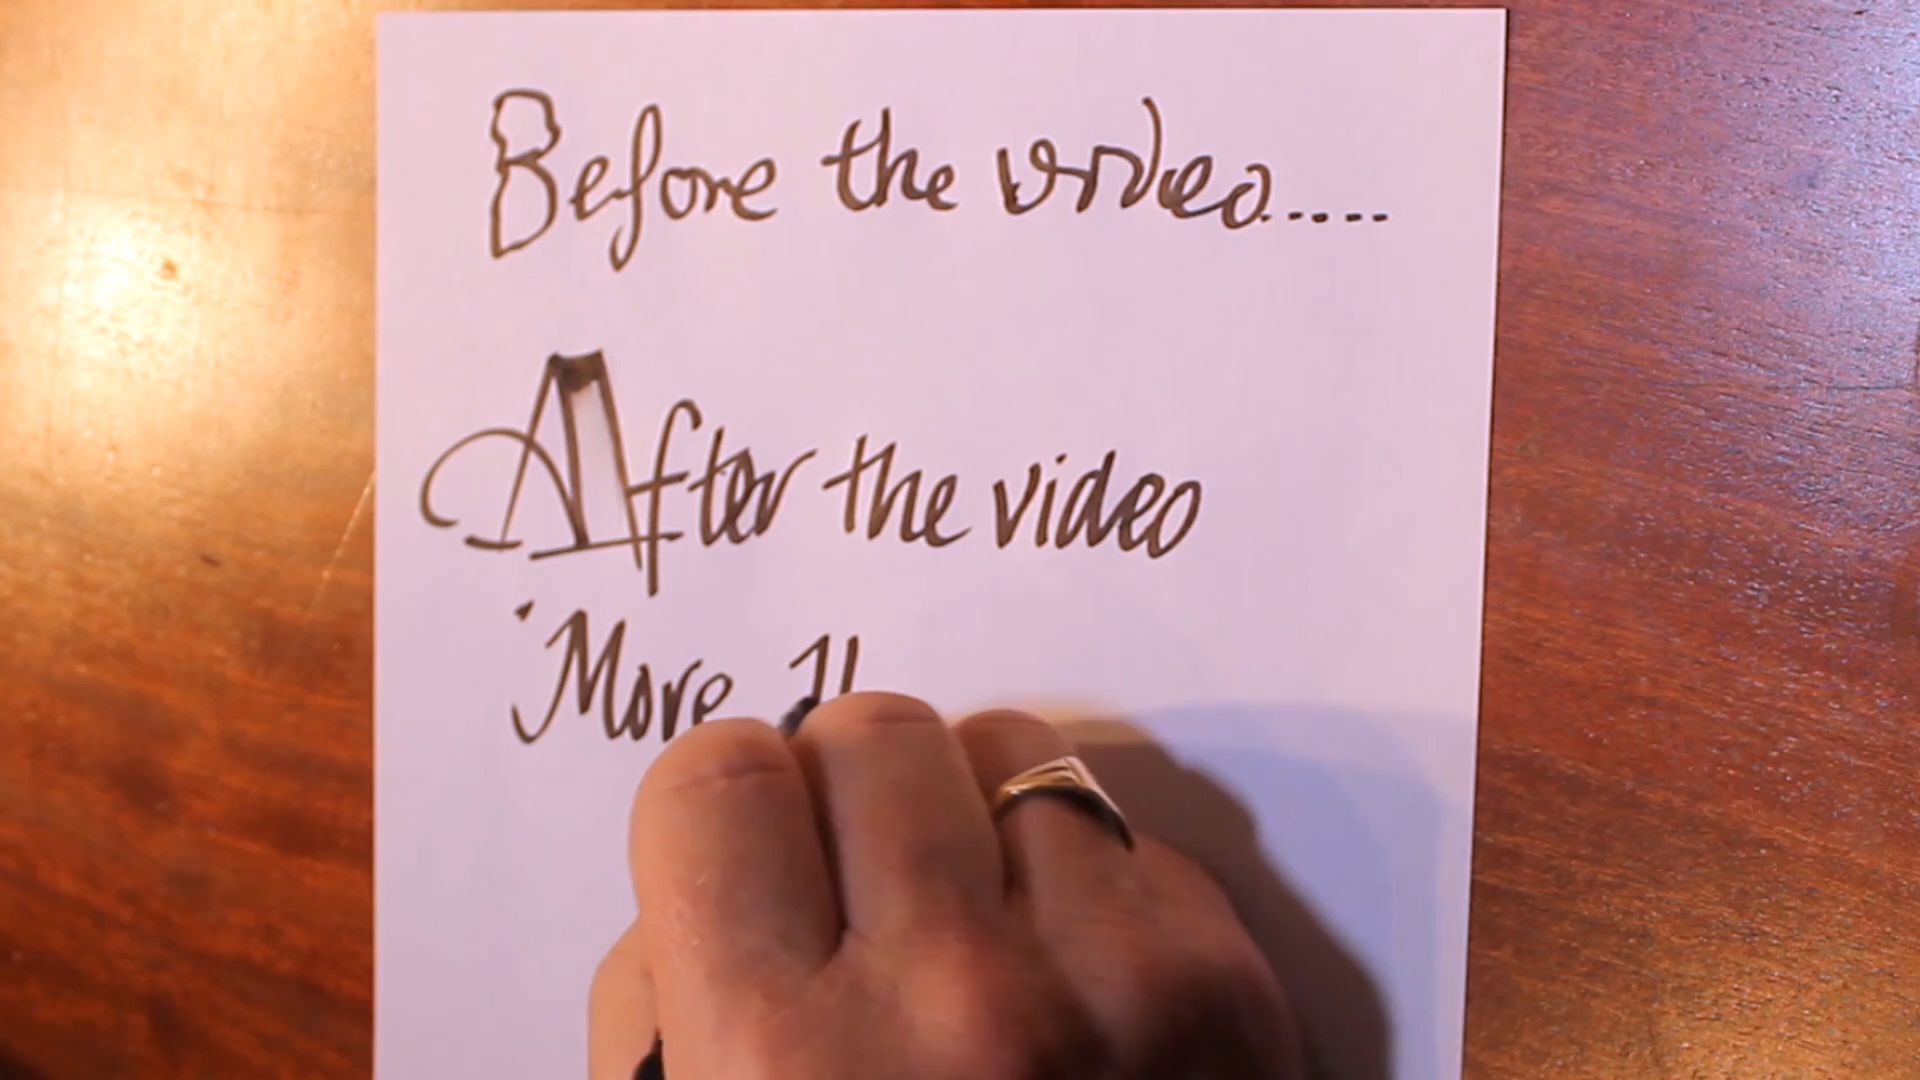 Before the video.....
After the video
More